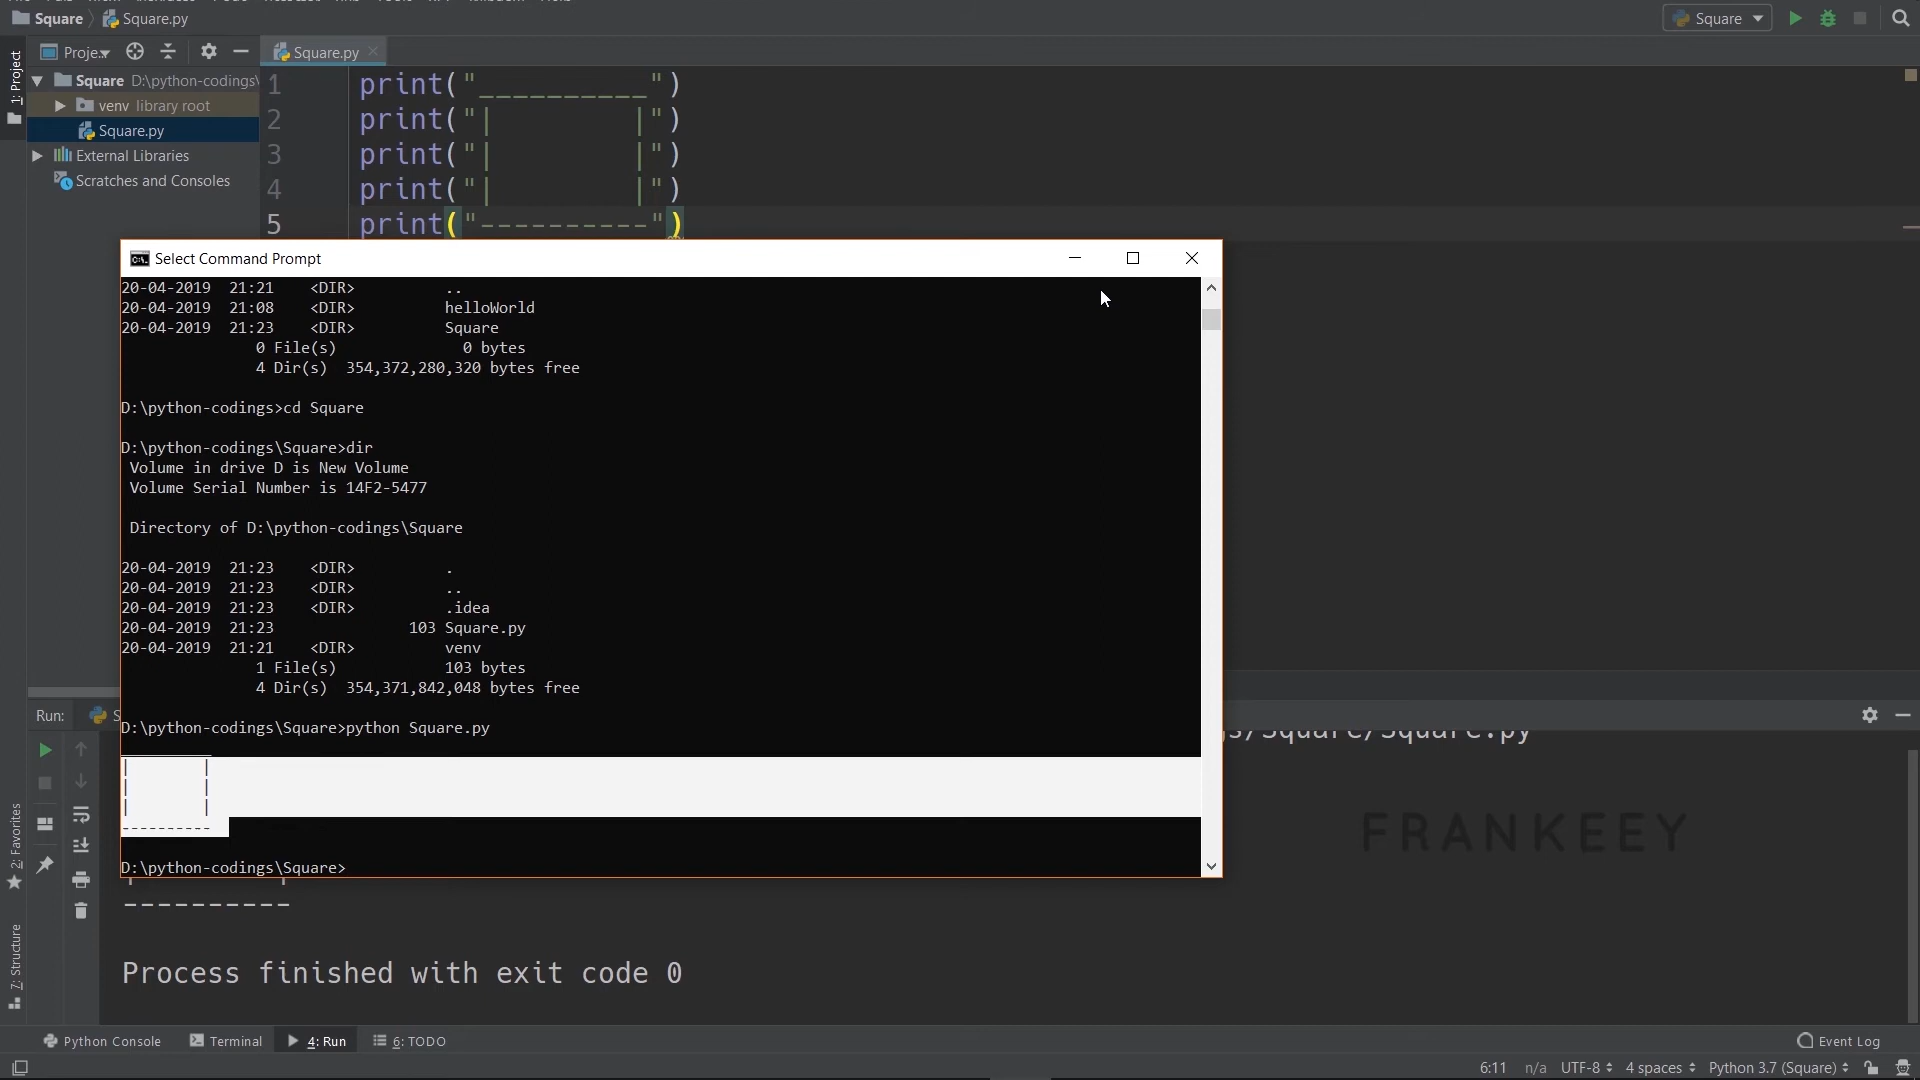 Square Square.py Square
1: Project Proje.. Square.py
Square D:\python-codings\
venv library root
Square.py
External Libraries
Scratches and Consoles
1 print("__________")
2 print("|         |")
3 print("|         |")
4 print("|         |")
5 print("----------")
Select Command Prompt
20-04-2019  21:21    <DIR>          ..
20-04-2019  21:08    <DIR>          helloWorld
20-04-2019  21:23    <DIR>          Square
0 File(s)              0 bytes
4 Dir(s)  354,372,280,320 bytes free
D:\python-codings>cd Square
D:\python-codings\Square>dir
Volume in drive D is New Volume
Volume Serial Number is 14F2-5477
Directory of D:\python-codings\Square
20-04-2019  21:23    <DIR>          .
20-04-2019  21:23    <DIR>          ..
20-04-2019  21:23    <DIR>          .idea
20-04-2019  21:23               103 Square.py
20-04-2019  21:21    <DIR>          venv
1 File(s)            103 bytes
4 Dir(s)  354,371,842,048 bytes free
D:\python-codings\Square>python Square.py
__________
|        |
|        |
|        |
----------
D:\python-codings\Square>
Run:
s/Square/Square.py
FRANKEEY
----------
Process finished with exit code 0
2: Favorites
7: Structure
Python Console Terminal 4: Run 6: TODO Event Log
6:11 n/a UTF-8 4 spaces Python 3.7 (Square)